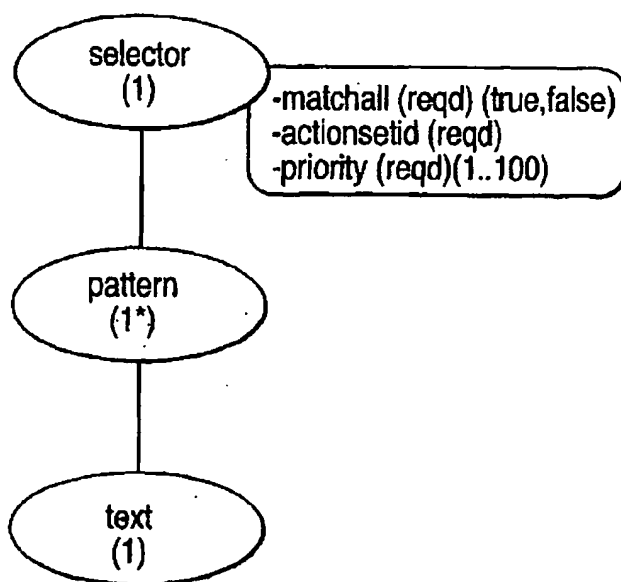 selector
(1)
-matchall (reqd) (true,false)
-actionsetid (reqd)
-priority (reqd)(1..100)
pattern
(1*)
text
(1)